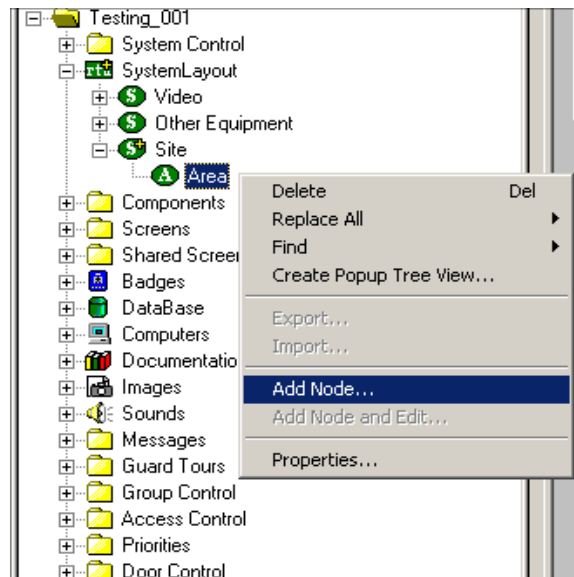 Testing_001
System Control
rtu SystemLayout
S Video
S Other Equipment
S Site
A Area
Components
Screens
Shared Screen
Badges
DataBase
Computers
Documentatio
Images
Sounds
Messages
Guard Tours
Group Control
Access Control
Priorities
Door Control
Delete Del
Replace All
Find
Create Popup Tree View...
Export...
Import...
Add Node...
Add Node and Edit...
Properties...